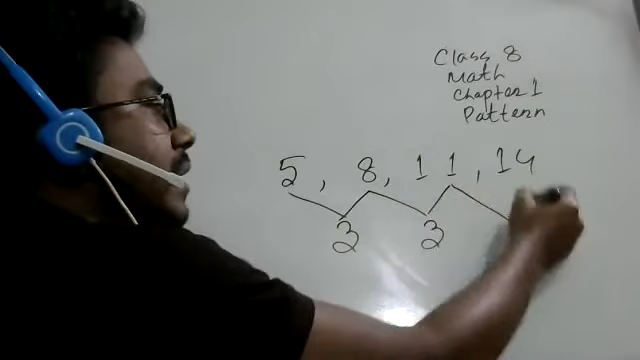 Class 8
Math
Chapter 1
Pattern
5, 8, 11, 14
3 3